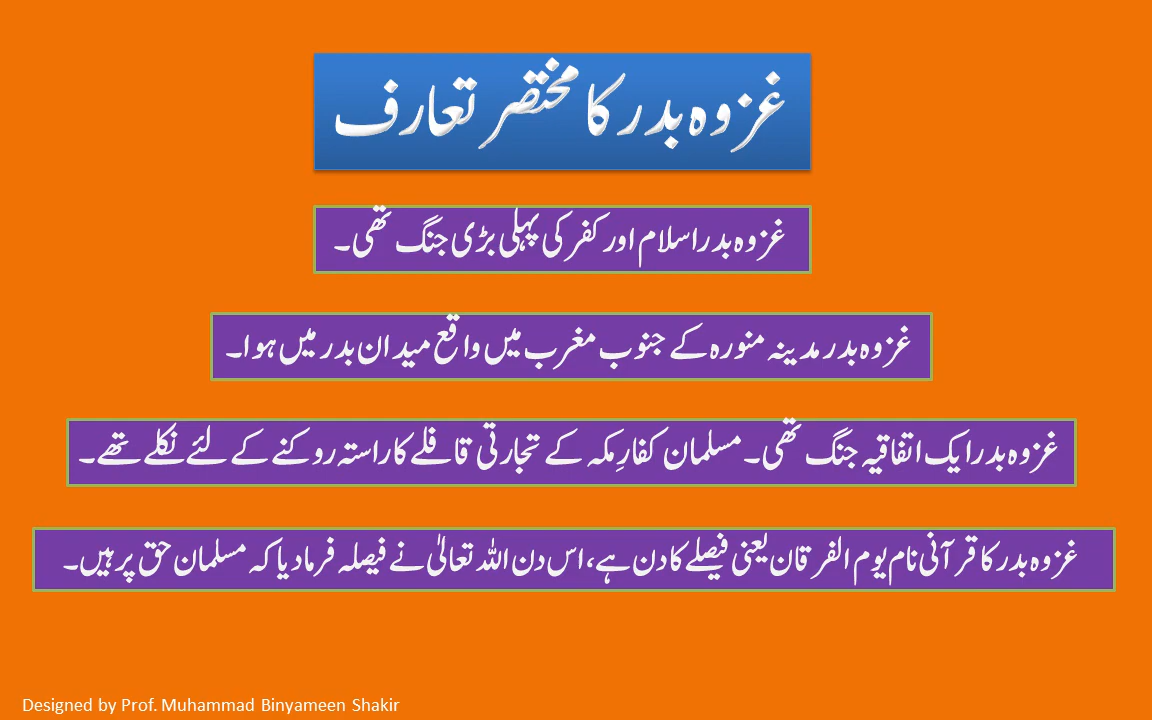 غزوہ بدر کا مختصر تعارف
غزوہ بدر اسلام اور کفر کی پہلی بڑی جنگ تھی۔
غزوہ بدر مدینہ منورہ کے جنوب مغرب میں واقع میدان بدر میں ہوا۔
غزوہ بدر ایک اتفاقیہ جنگ تھی۔ مسلمان کفارِ مکہ کے تجارتی قافلے کا راستہ روکنے کے لئے نکلے تھے۔
غزوہ بدر کا قرآنی نام یوم الفرقان یعنی فیصلے کا دن ہے، اس دن اللہ تعالیٰ نے فیصلہ فرما دیا کہ مسلمان حق پر ہیں۔
Designed by Prof. Muhammad Binyameen Shakir